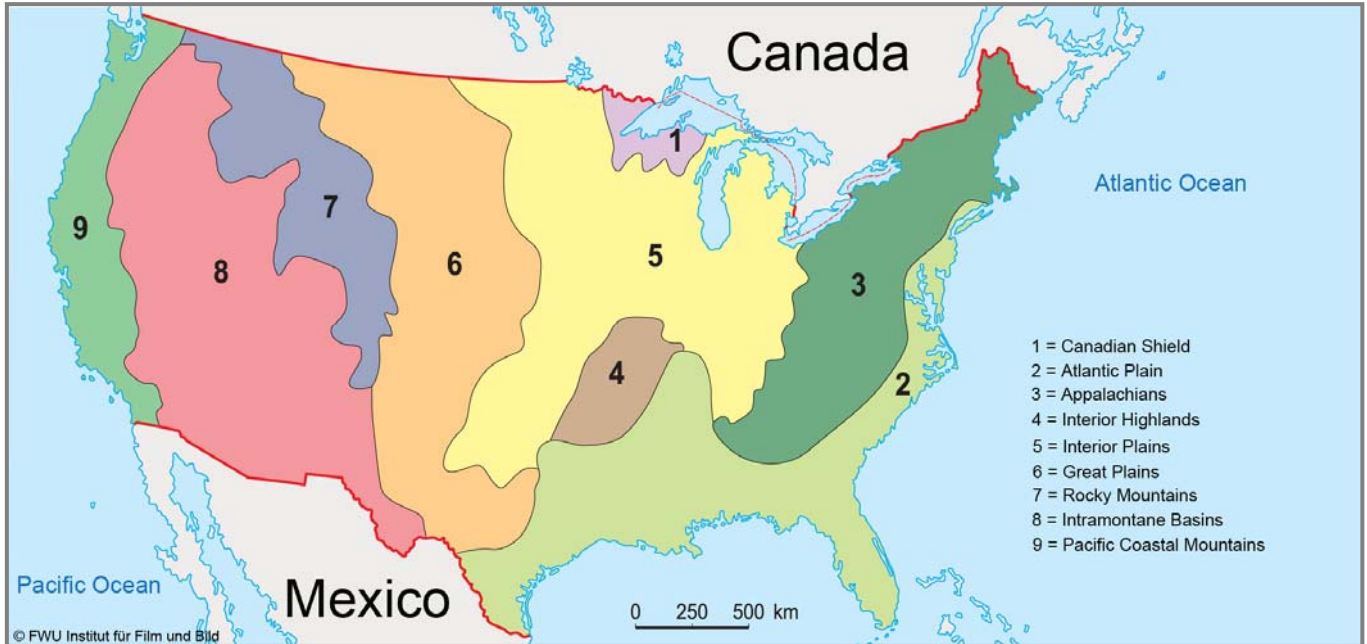 Canada
Atlantic Ocean
1
7
9
8
6
5
3
4
2
1 = Canadian Shield
2 = Atlantic Plain
3 = Appalachians
4 = Interior Highlands
5 = Interior Plains
6 = Great Plains
7 = Rocky Mountains
8 = Intramontane Basins
9 = Pacific Coastal Mountains
Pacific Ocean
Mexico
0 250 500 km
© FWU Institut für Film und Bild